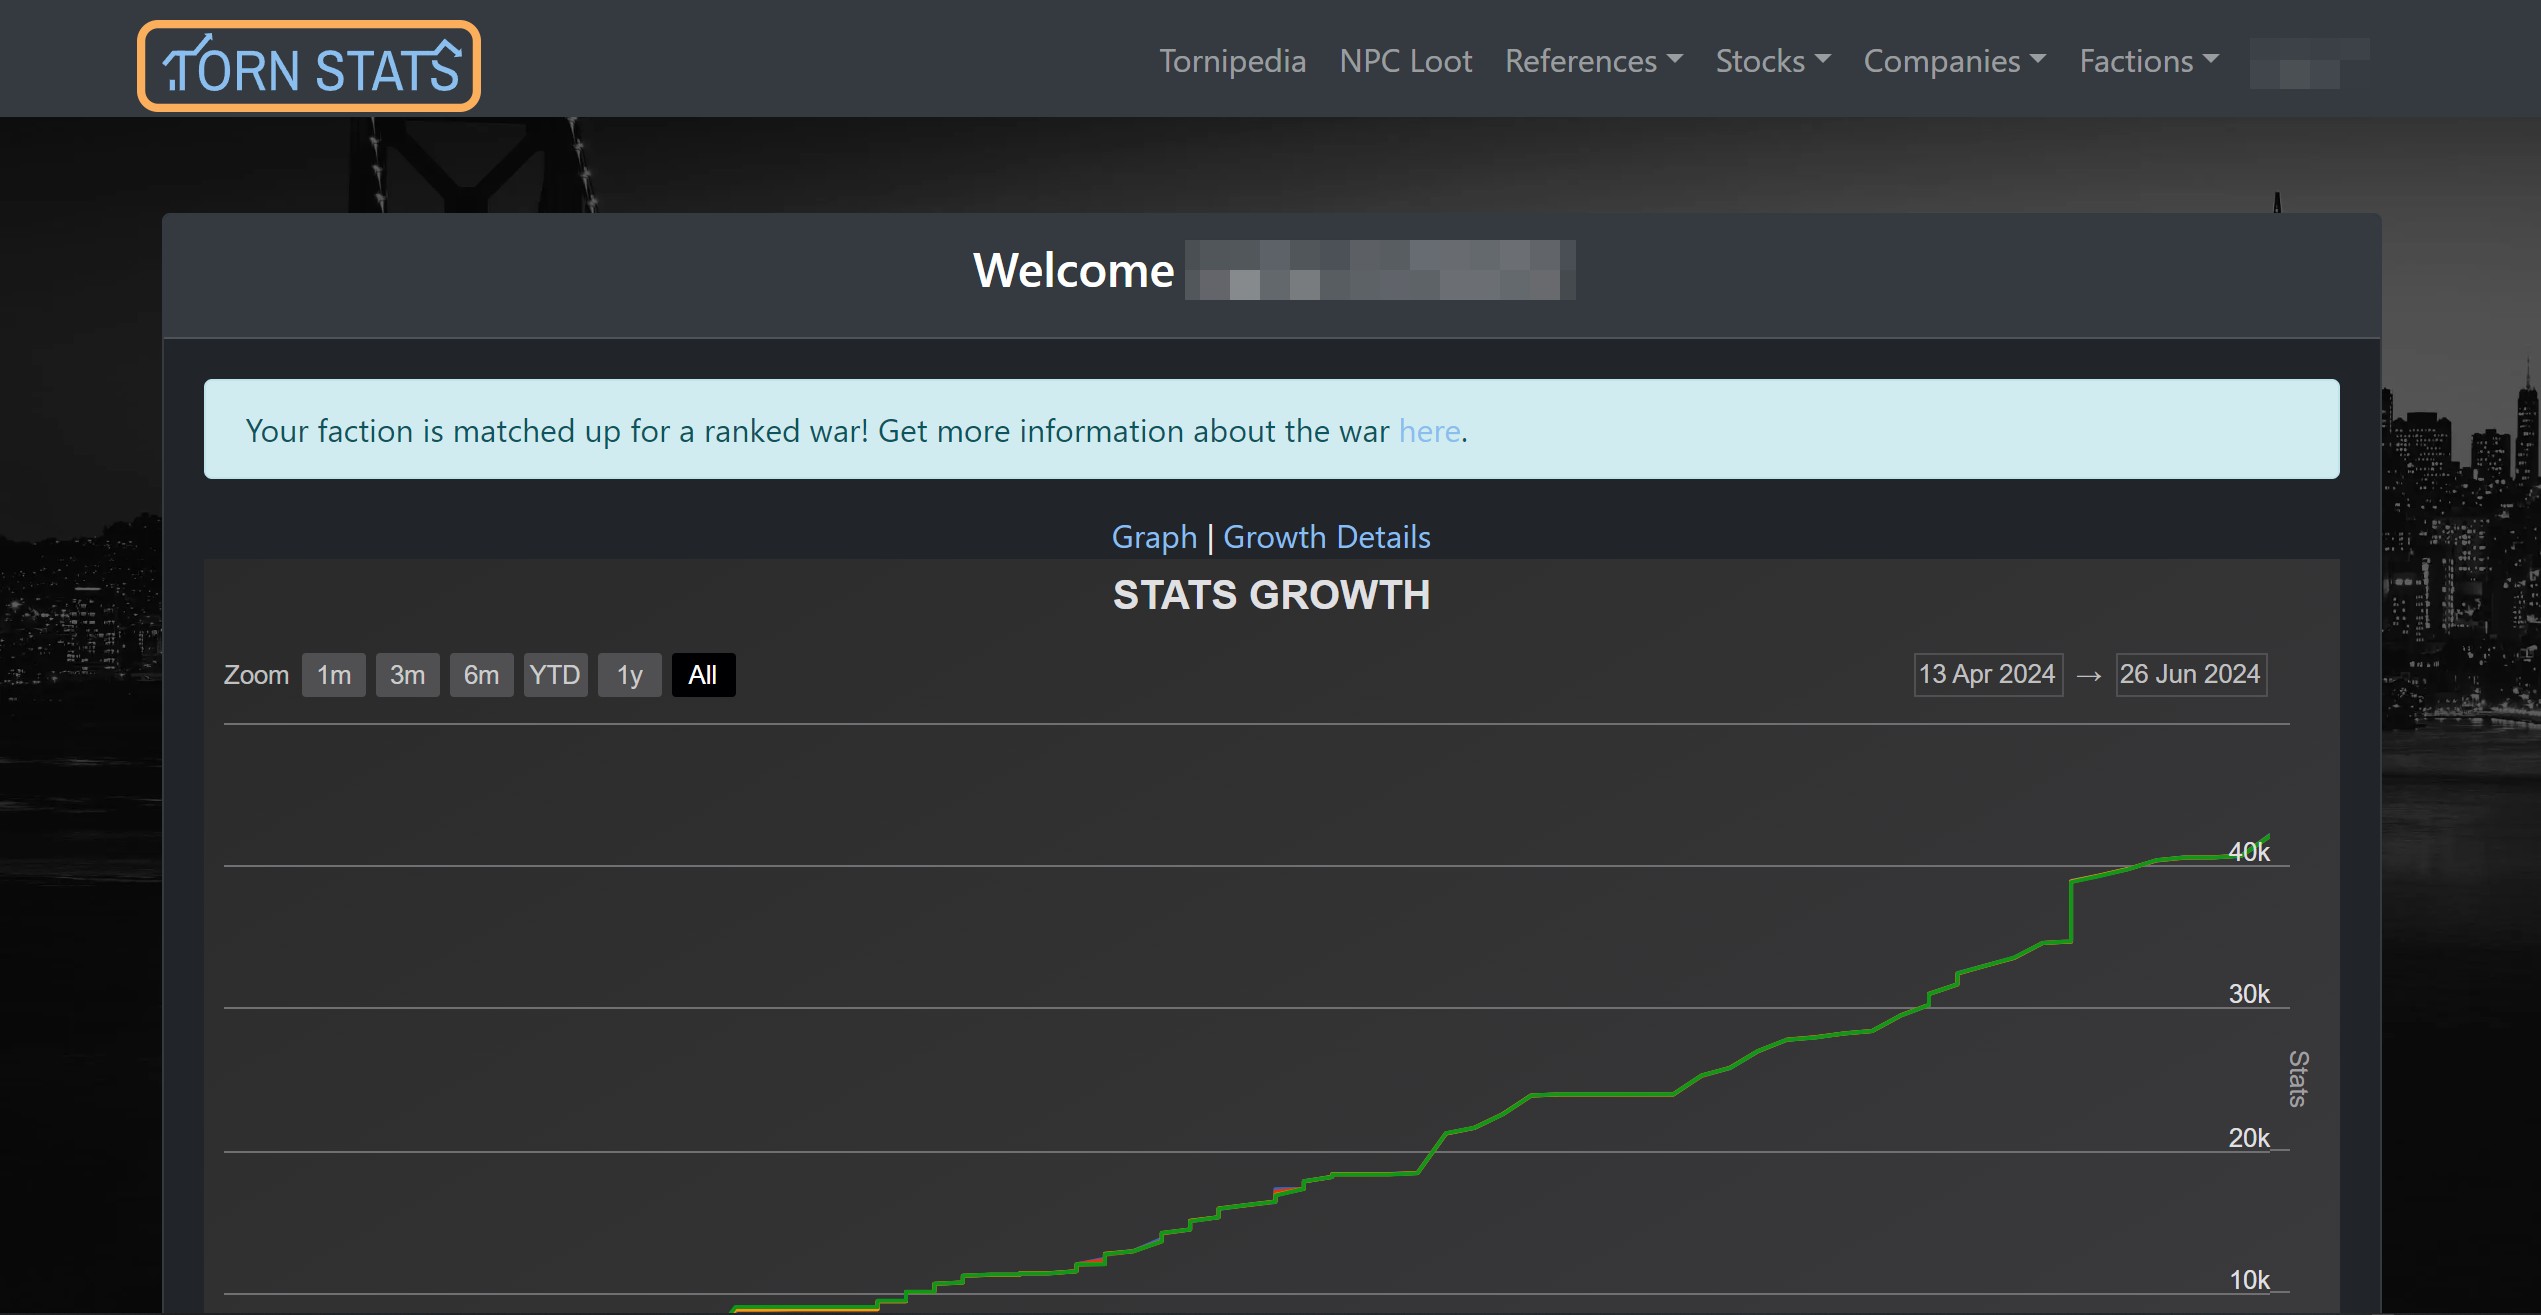 TORN STATS
Tornipedia NPC Loot References Stocks Companies Factions
Welcome
Your faction is matched up for a ranked war! Get more information about the war here.
Graph | Growth Details
STATS GROWTH
Zoom 1m 3m 6m YTD 1y All 13 Apr 2024 → 26 Jun 2024
40k
30k
Stats
20k
10k